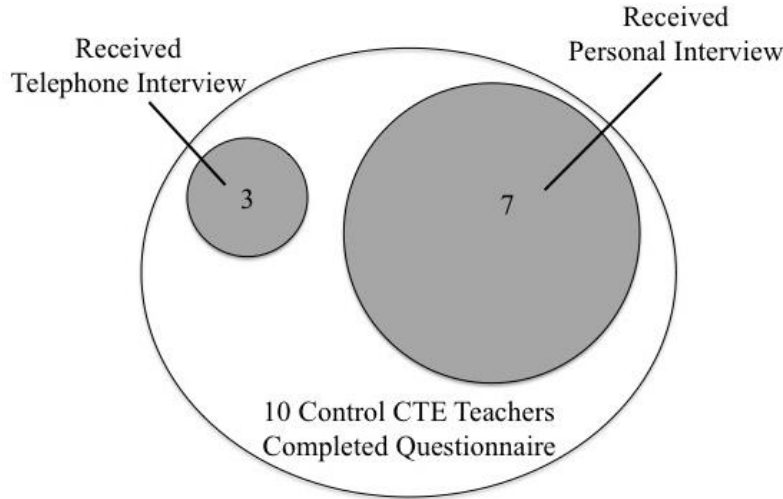 Received
Telephone Interview
Received
Personal Interview
3
7
10 Control CTE Teachers
Completed Questionnaire